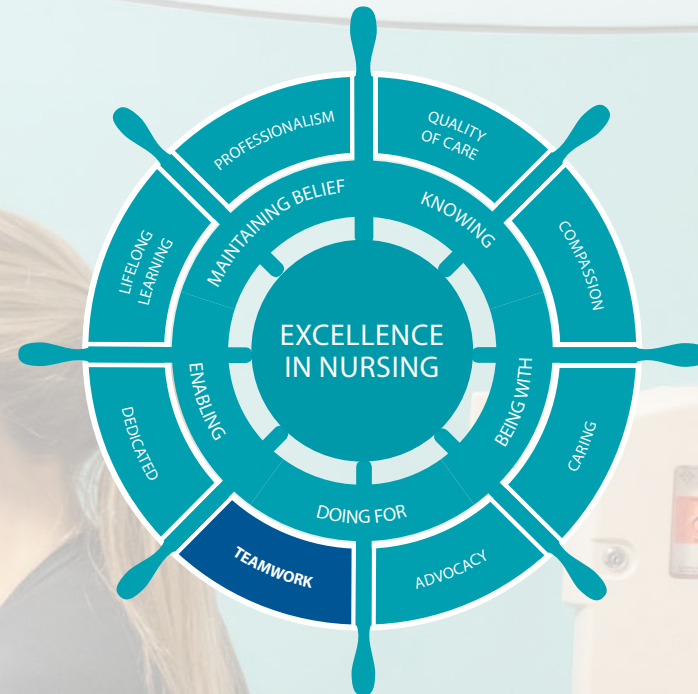 EXCELLENCE
IN NURSING
MAINTAINING BELIEF
KNOWING
BEING WITH
DOING FOR
ENABLING
PROFESSIONALISM
QUALITY
OF CARE
COMPASSION
CARING
ADVOCACY
TEAMWORK
DEDICATED
LIFELONG
LEARNING